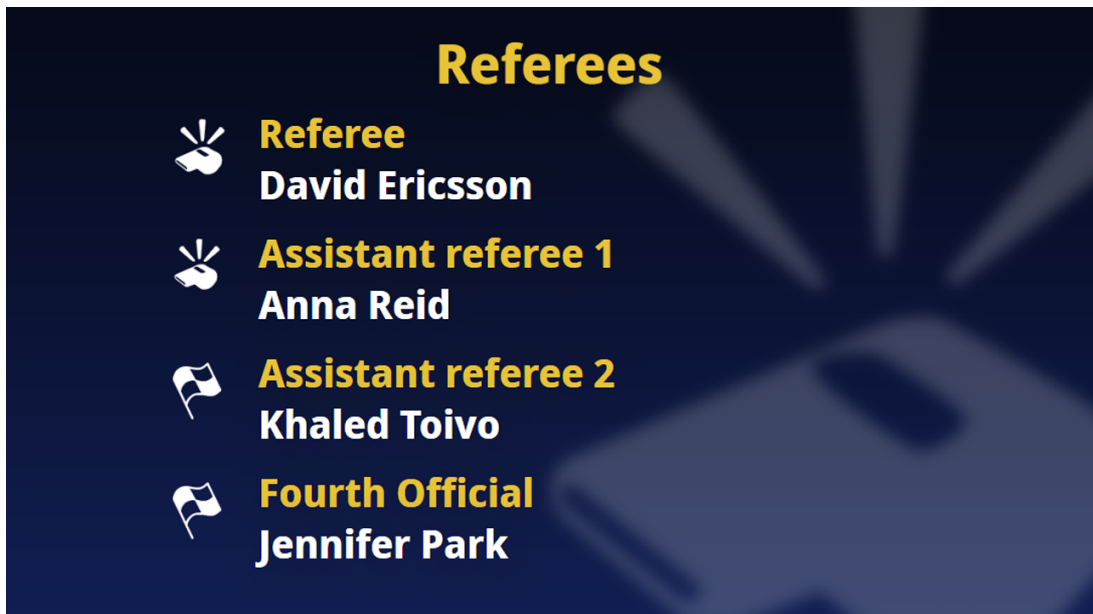 Referees
Referee
David Ericsson
Assistant referee 1
Anna Reid
Assistant referee 2
Khaled Toivo
Fourth Official
Jennifer Park